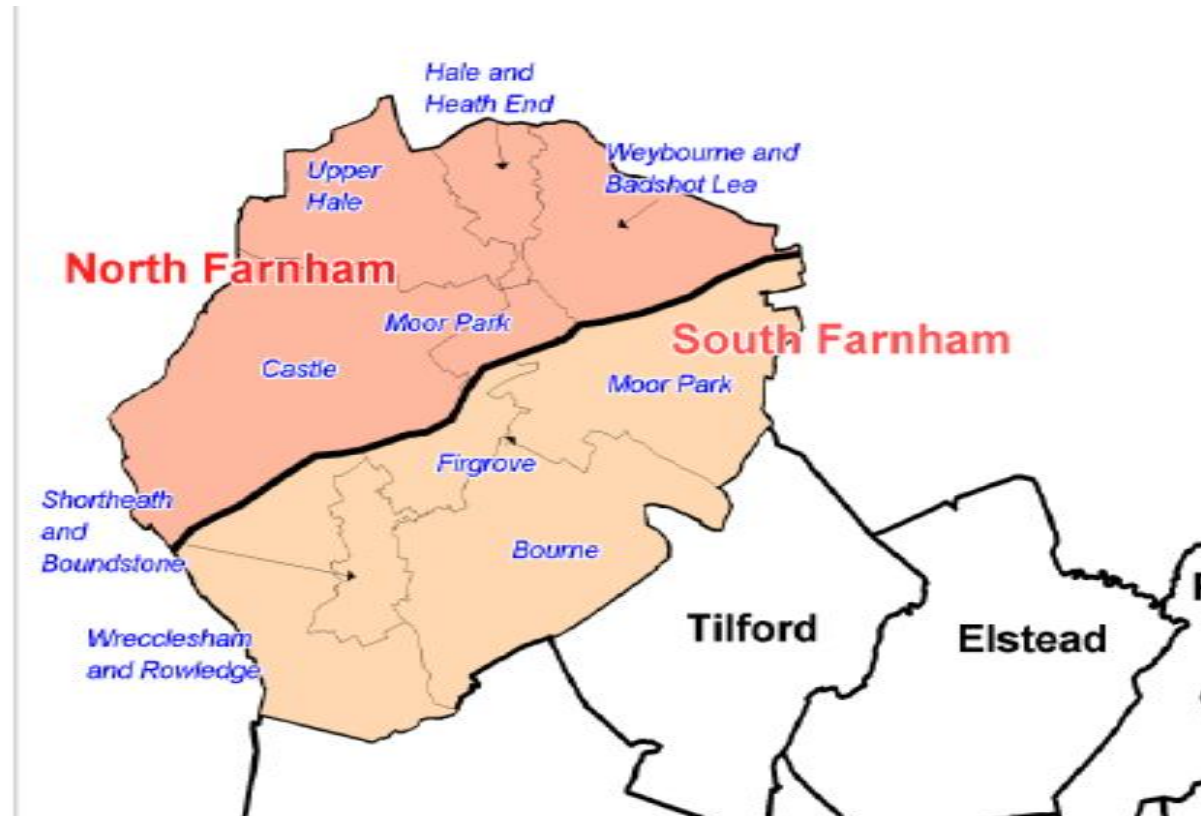 Hale and
Heath End
Weybourne and
Badshot Lea
Upper
Hale
North Farnham
Moor Park
South Farnham
Castle
Moor Park
Firgrove
Shortheath
and
Boundstone
Bourne
Wrecclesham
and Rowledge
Tilford
Elstead